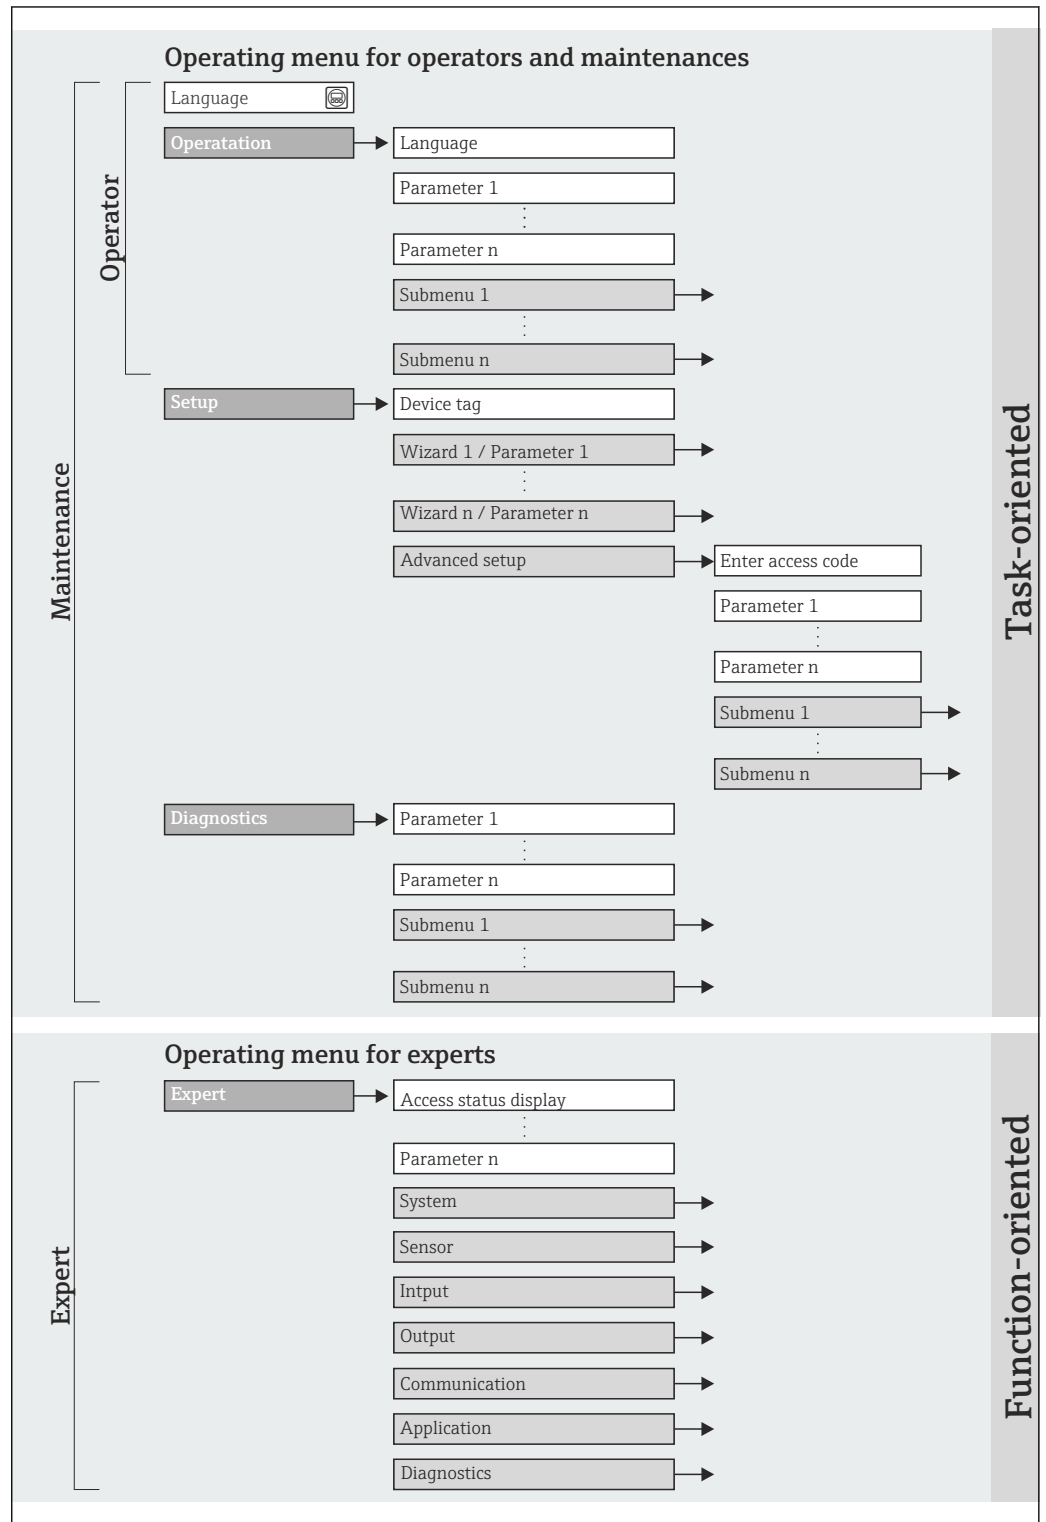 Operating menu for operators and maintenances
Language
Operatation
Language
Parameter 1
Parameter n
Submenu 1
Submenu n
Operator
Setup
Device tag
Wizard 1 / Parameter 1
Wizard n / Parameter n
Advanced setup
Enter access code
Parameter 1
Parameter n
Submenu 1
Submenu n
Maintenance
Task-oriented
Diagnostics
Parameter 1
Parameter n
Submenu 1
Submenu n
Operating menu for experts
Expert
Access status display
Parameter n
System
Sensor
Intput
Output
Communication
Application
Diagnostics
Expert
Function-oriented